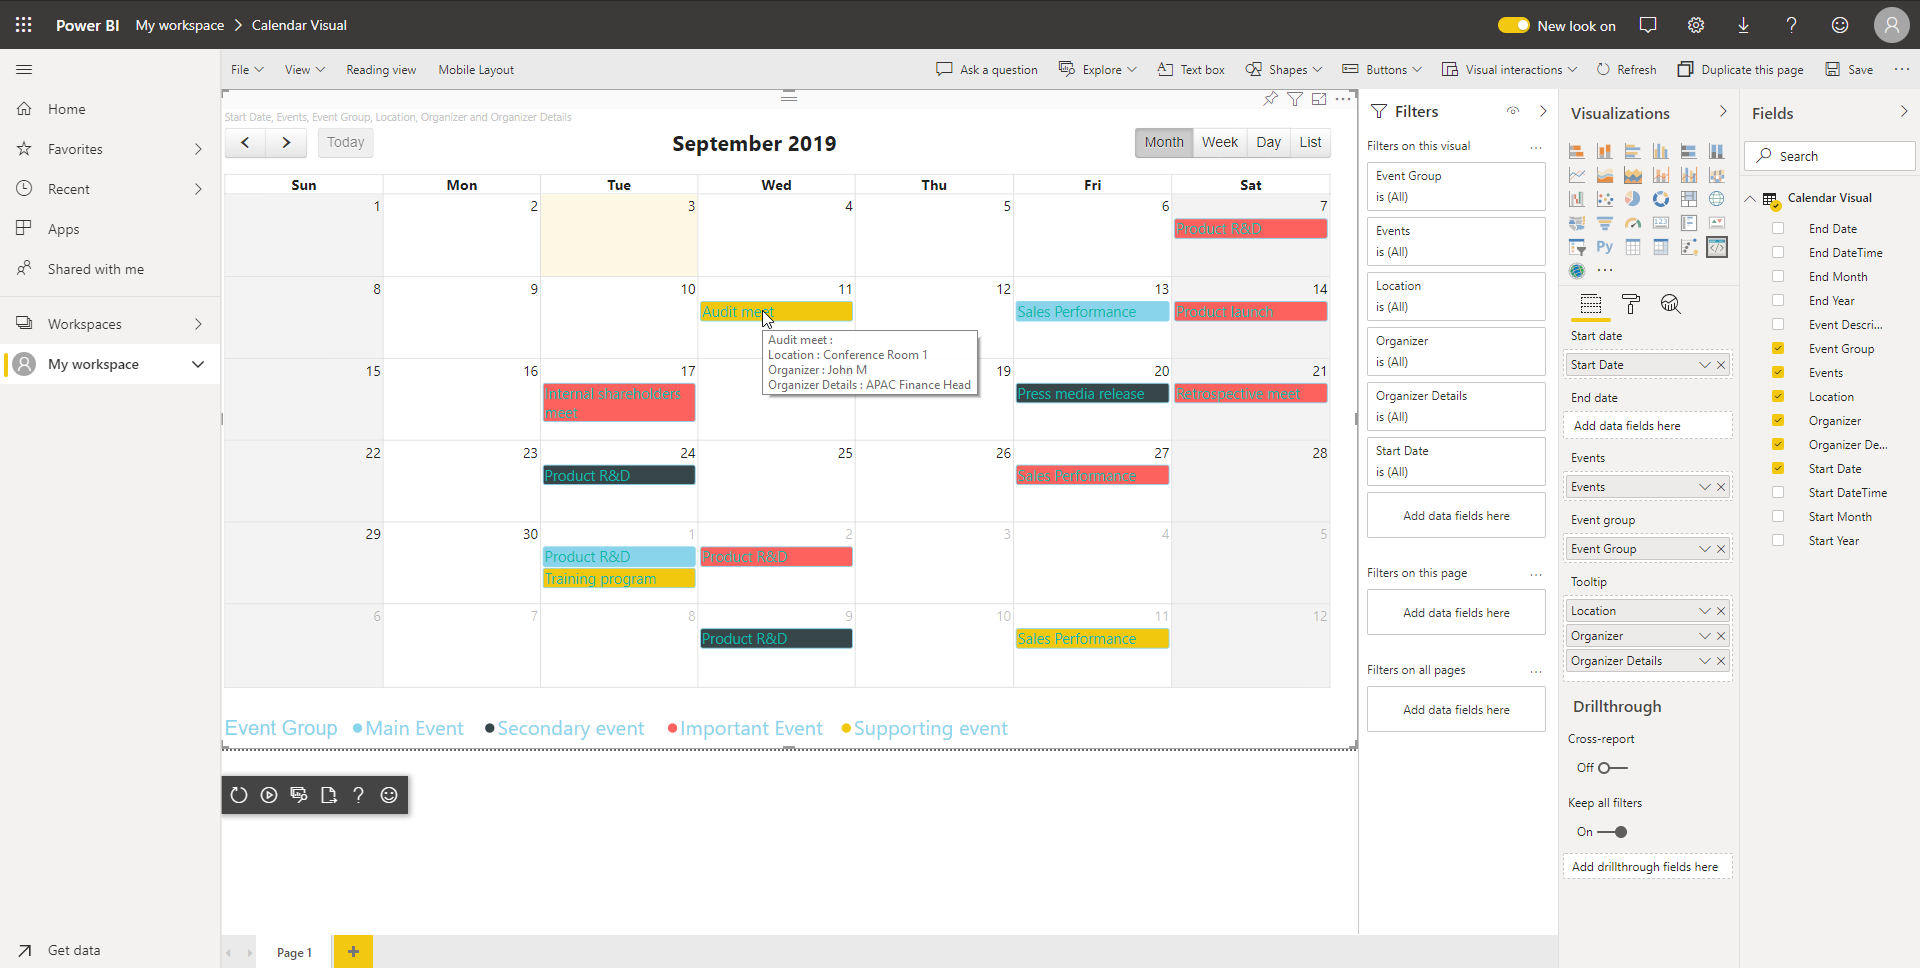 Power BI My workspace > Calendar Visual New look on
File View Reading view Mobile Layout Ask a question Explore Text box Shapes Buttons Visual interactions Refresh Duplicate this page Save
Home
Favorites
Recent
Apps
Shared with me
Workspaces
My workspace
Get data
Start Date, Events, Event Group, Location, Organizer and Organizer Details
Today
September 2019
Month Week Day List
Sun Mon Tue Wed Thu Fri Sat
1 2 3 4 5 6 7
Product R&D
8 9 10 11 12 13 14
Audit meet Sales Performance Product launch
Audit meet :
Location : Conference Room 1
Organizer : John M
Organizer Details : APAC Finance Head
15 16 17 19 20 21
Internal shareholders
meet
Press media release Retrospective meet
22 23 24 25 26 27 28
Product R&D Sales Performance
29 30 1 2 3 4 5
Product R&D Product R&D
Training program
6 7 8 9 10 11 12
Product R&D Sales Performance
Event Group Main Event Secondary event Important Event Supporting event
Page 1
Filters
Filters on this visual
Event Group
is (All)
Events
is (All)
Location
is (All)
Organizer
is (All)
Organizer Details
is (All)
Start Date
is (All)
Add data fields here
Filters on this page
Add data fields here
Filters on all pages
Add data fields here
Visualizations
Py
Start date
Start Date
End date
Add data fields here
Events
Events
Event group
Event Group
Tooltip
Location
Organizer
Organizer Details
Drillthrough
Cross-report
Off
Keep all filters
On
Add drillthrough fields here
Fields
Search
Calendar Visual
End Date
End DateTime
End Month
End Year
Event Descri...
Event Group
Events
Location
Organizer
Organizer De...
Start Date
Start DateTime
Start Month
Start Year